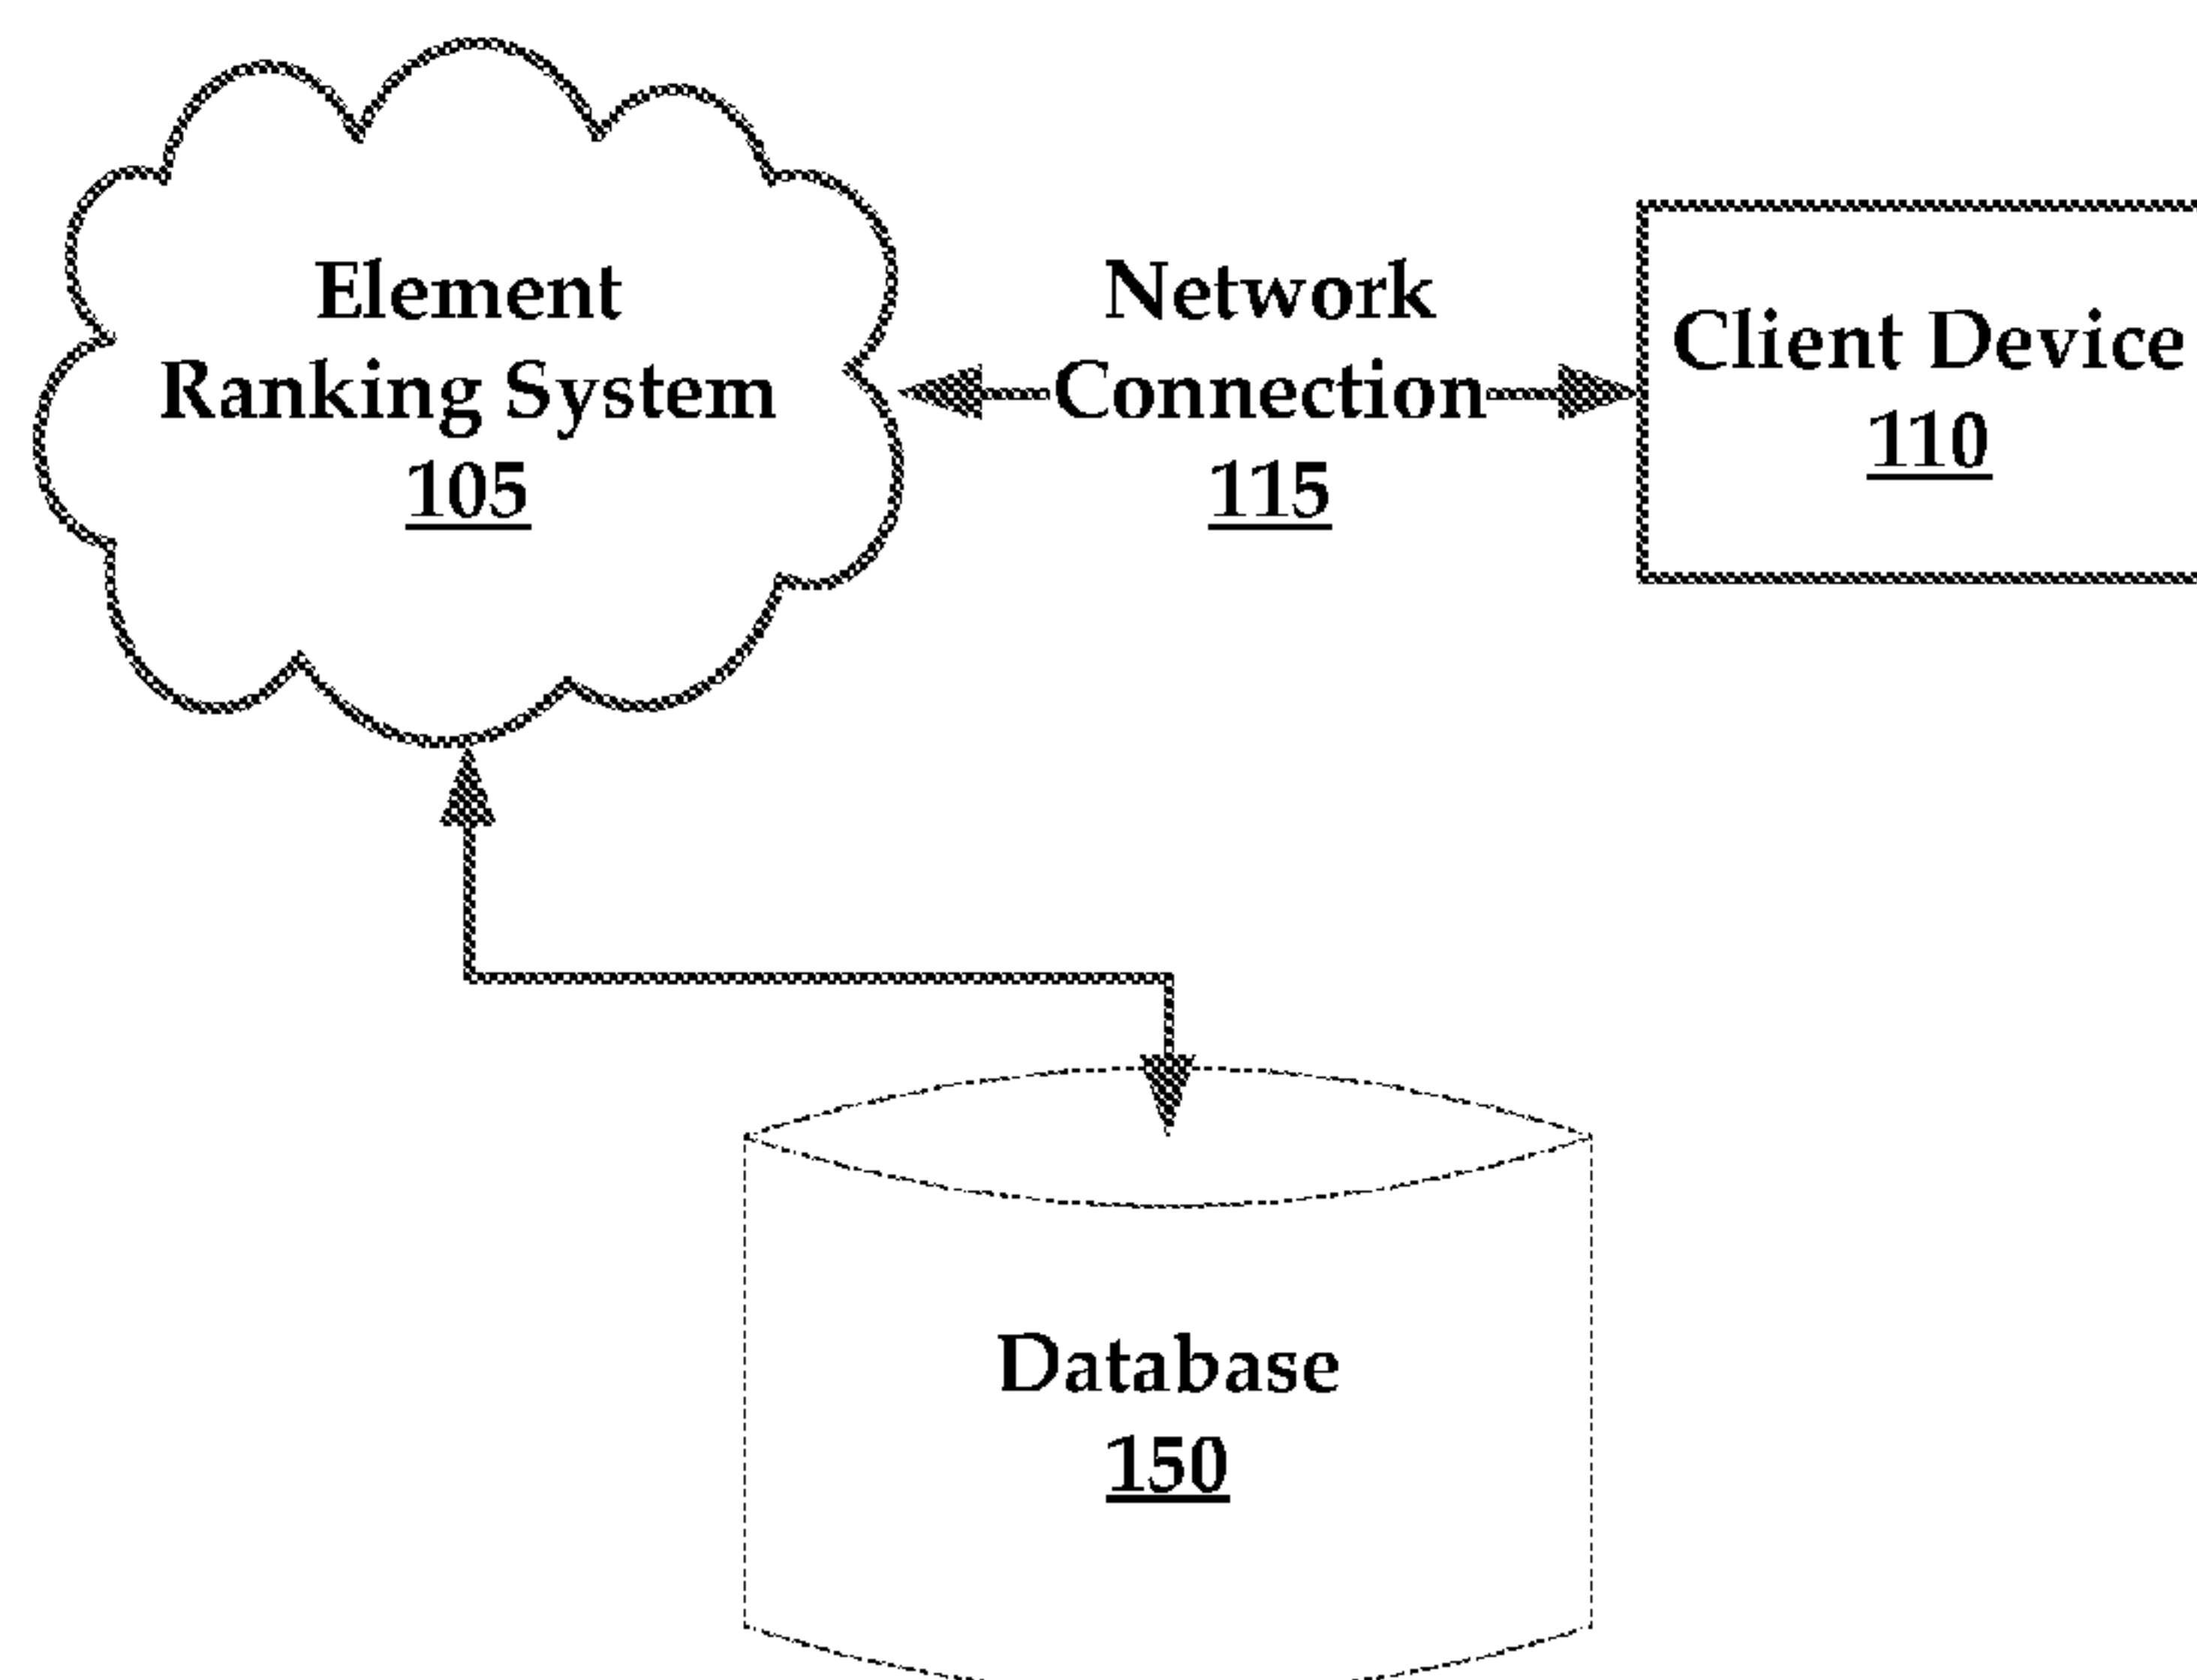 Element
Ranking System
105
Network
Connection
115
Client Device
110
Database
150